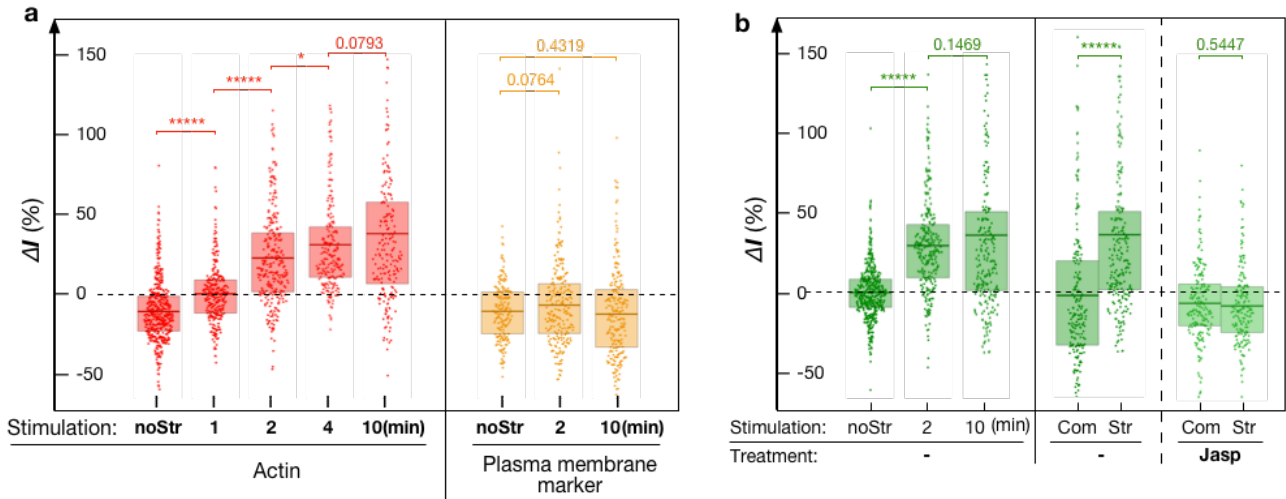 a
ΔI (%)
150
100
50
0
-50
*****
*****
*
0.0793
0.4319
0.0764
Stimulation: noStr 1 2 4 10(min) noStr 2 10(min)
Actin
Plasma membrane
marker
b
ΔI (%)
150
100
50
0
-50
*****
0.1469
*****
0.5447
Stimulation: noStr 2 10 (min) Com Str Com Str
Treatment: - - Jasp